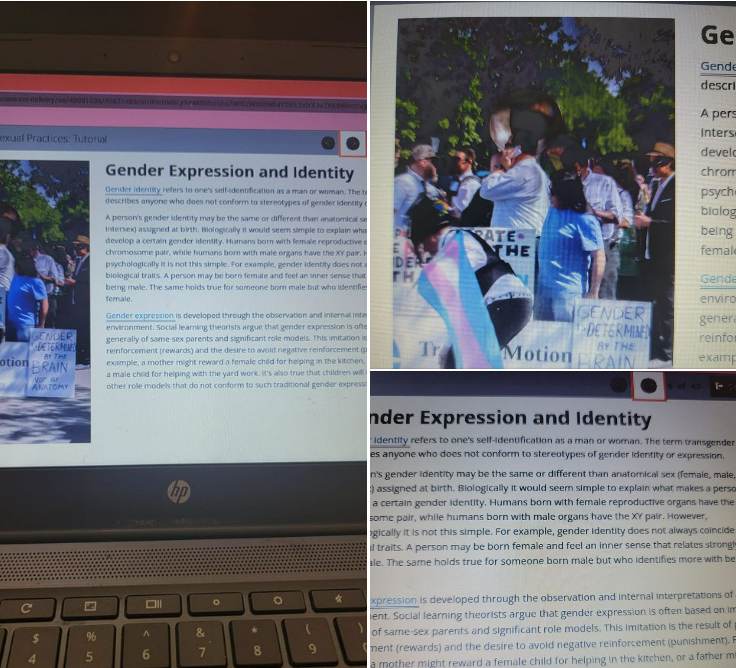 exual Practices: Tutorial
Gender Expression and Identity
Gender identity refers to one's self-identification as a man or woman. The te
describes anyone who does not conform to stereotypes of gender identity o
A person's gender identity may be the same or different than anatomical se
intersex) assigned at birth. Biologically it would seem simple to explain wha
develop a certain gender identity. Humans born with female reproductive o
chromosome pair, while humans born with male organs have the XY pair. H
psychologically it is not this simple. For example, gender identity does not a
biological traits. A person may be born female and feel an inner sense that
being male. The same holds true for someone born male but who identifies
female.
Gender expression is developed through the observation and internal inte
environment. Social learning theorists argue that gender expression is ofte
generally of same-sex parents and significant role models. This imitation is
reinforcement (rewards) and the desire to avoid negative reinforcement (p
example, a mother might reward a female child for helping in the kitchen,
a male child for helping with the yard work. It's also true that children will
other role models that do not conform to such traditional gender express
otion
GENDER
IS DETERMINED
BY THE
BRAIN
NOT BY
ANATOMY
hp
$
4
%
5
^
6
&
7
*
8
(
9
Ge
Gende
descri
A pers
interse
develo
chrom
psych
biolog
being
female
Gende
enviro
genera
reinfor
examp
RATE
THE
Tr
Motion
GENDER
IS DETERMINED
BY THE
BRAIN
nder Expression and Identity
identity refers to one's self-identification as a man or woman. The term transgender
es anyone who does not conform to stereotypes of gender identity or expression.
n's gender identity may be the same or different than anatomical sex (female, male,
) assigned at birth. Biologically it would seem simple to explain what makes a perso
a certain gender identity. Humans born with female reproductive organs have the
some pair, while humans born with male organs have the XY pair. However,
ogically it is not this simple. For example, gender identity does not always coincide
l traits. A person may be born female and feel an inner sense that relates strongly
ale. The same holds true for someone born male but who identifies more with be
xpression is developed through the observation and internal interpretations of
ent. Social learning theorists argue that gender expression is often based on im
of same-sex parents and significant role models. This imitation is the result of p
ment (rewards) and the desire to avoid negative reinforcement (punishment). F
a mother might reward a female child for helping in the kitchen, or a father mi